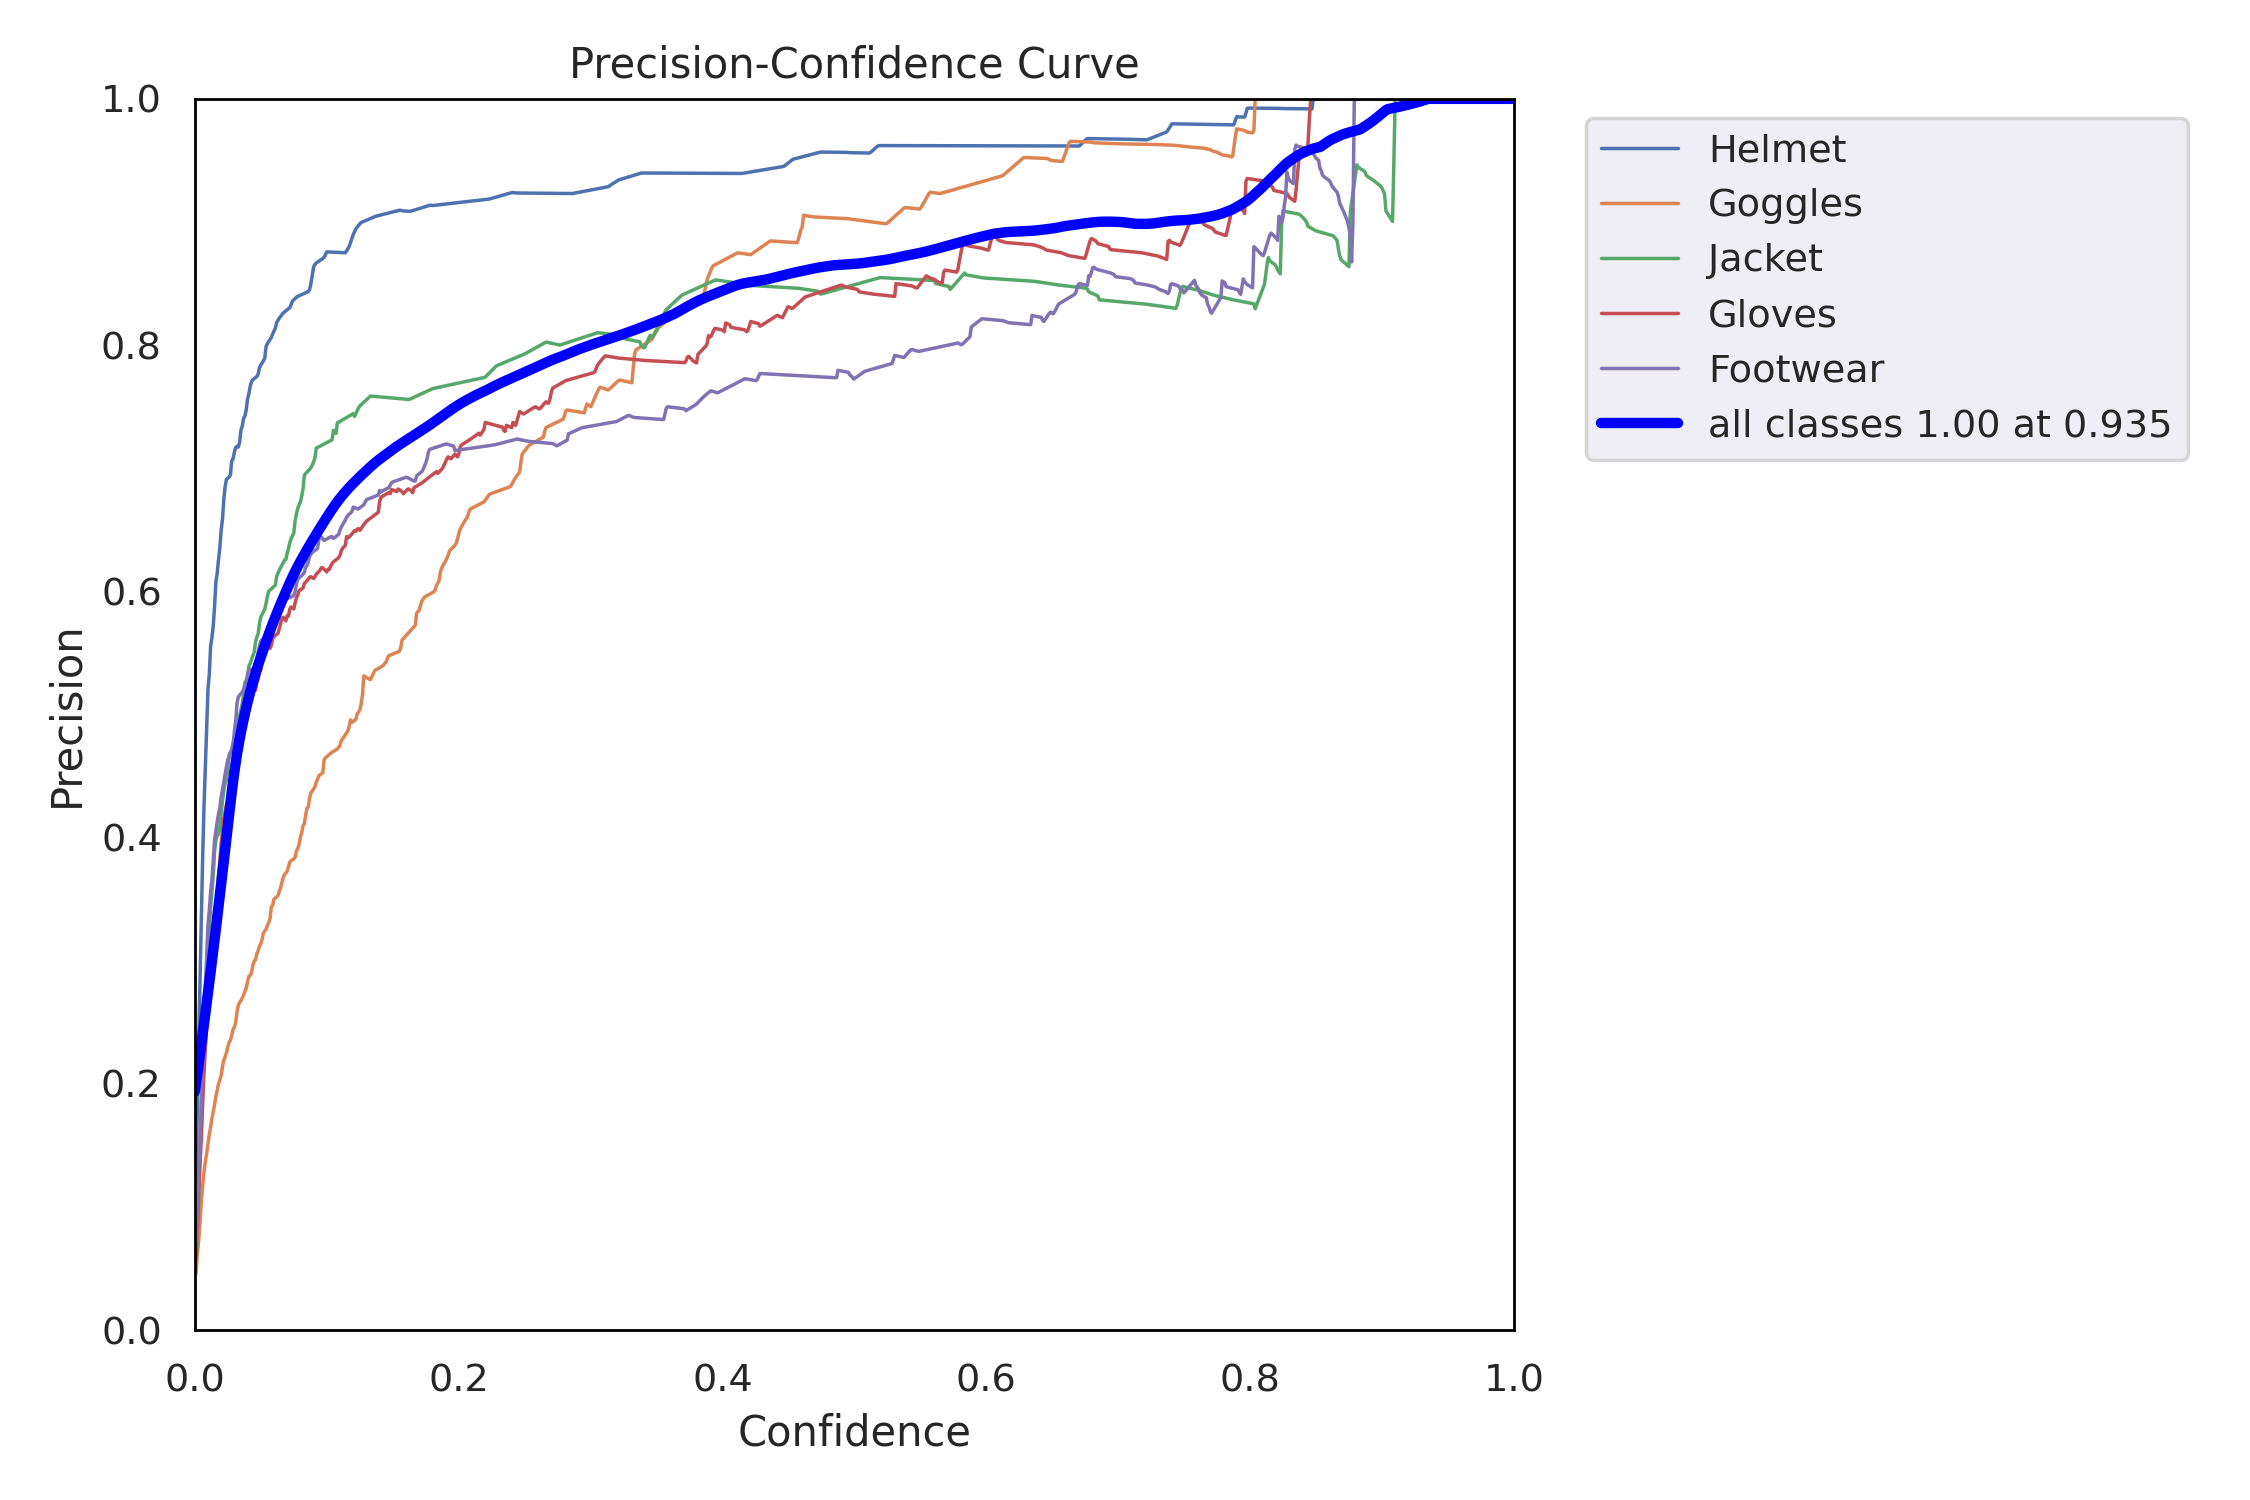 Precision-Confidence Curve
1.0
0.8
0.6
0.4
0.2
0.0
Precision
0.0 0.2 0.4 0.6 0.8 1.0
Confidence
Helmet
Goggles
Jacket
Gloves
Footwear
all classes 1.00 at 0.935